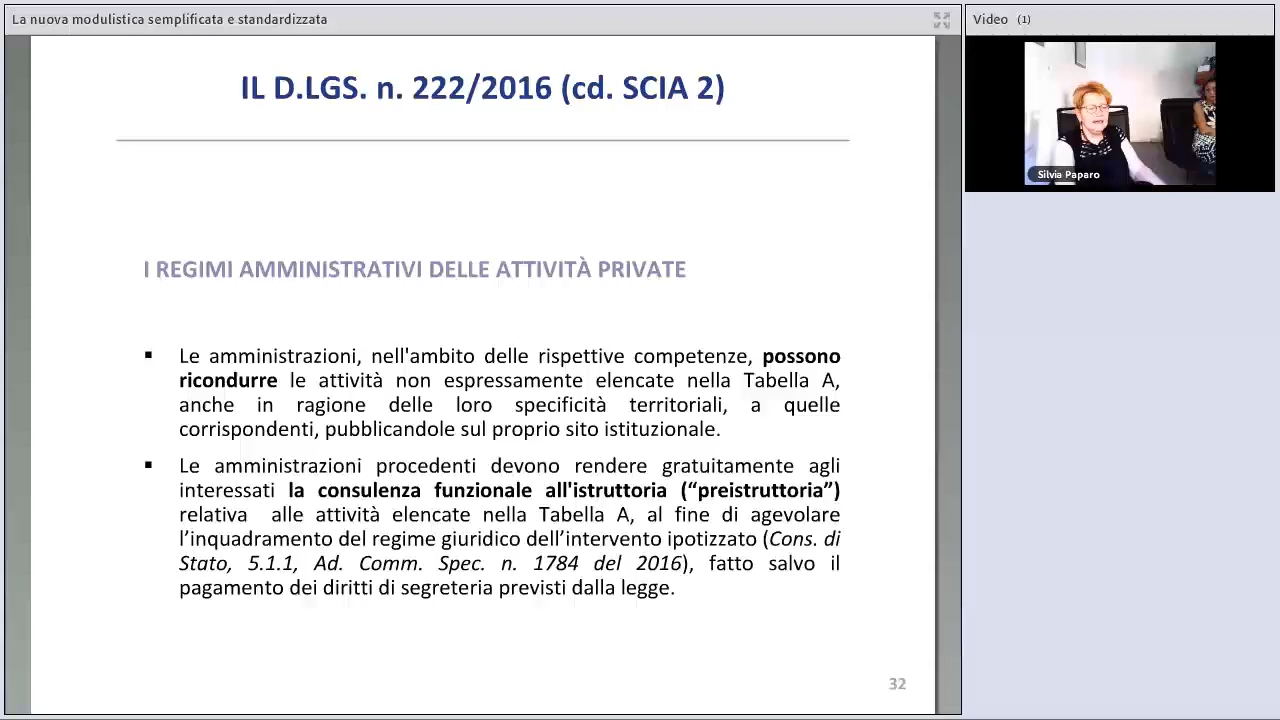 La nuova modulistica semplificata e standardizzata
Video (1)
Silvia Paparo
IL D.LGS. n. 222/2016 (cd. SCIA 2)
I REGIMI AMMINISTRATIVI DELLE ATTIVITÀ PRIVATE
▪ Le amministrazioni, nell'ambito delle rispettive competenze, possono
ricondurre le attività non espressamente elencate nella Tabella A,
anche in ragione delle loro specificità territoriali, a quelle
corrispondenti, pubblicandole sul proprio sito istituzionale.
▪ Le amministrazioni procedenti devono rendere gratuitamente agli
interessati la consulenza funzionale all'istruttoria (“preistruttoria”)
relativa alle attività elencate nella Tabella A, al fine di agevolare
l’inquadramento del regime giuridico dell’intervento ipotizzato (Cons. di
Stato, 5.1.1, Ad. Comm. Spec. n. 1784 del 2016), fatto salvo il
pagamento dei diritti di segreteria previsti dalla legge.
32